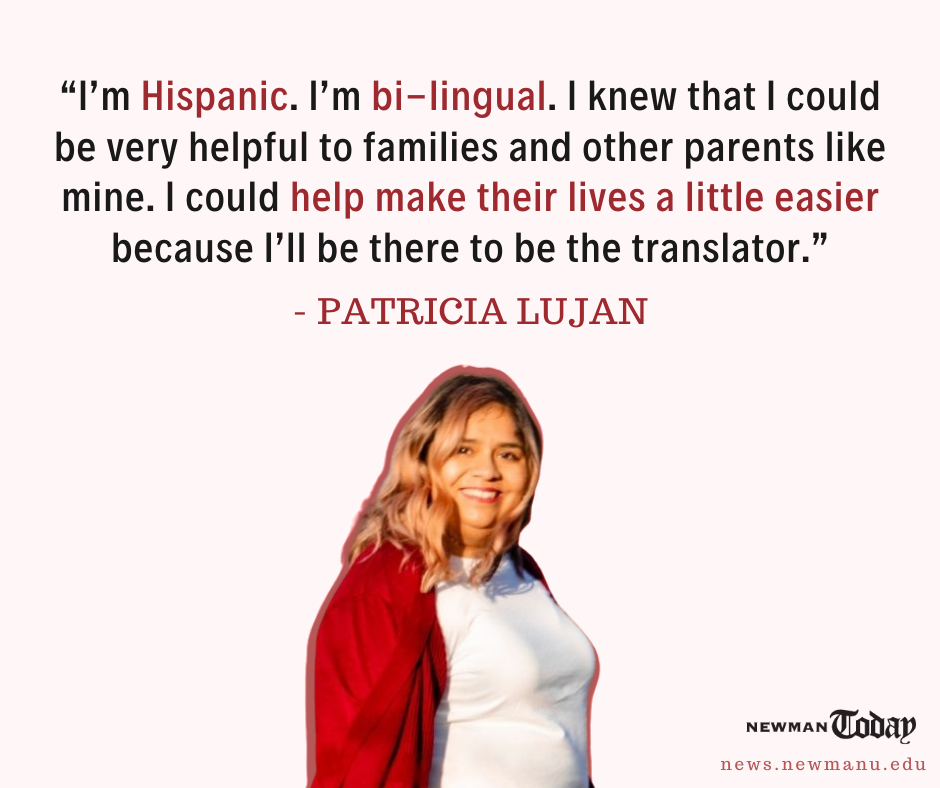 “I’m Hispanic. I’m bi–lingual. I knew that I could
be very helpful to families and other parents like
mine. I could help make their lives a little easier
because I’ll be there to be the translator.”
- PATRICIA LUJAN
NEWMAN Today
news.newmanu.edu